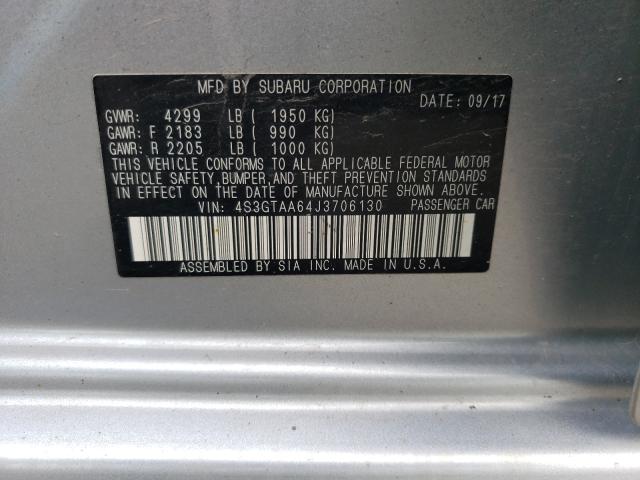 MFD BY SUBARU CORPORATION
DATE: 09/17
GVWR: 4299 LB ( 1950 KG)
GAWR: F 2183 LB ( 990 KG)
GAWR: R 2205 LB ( 1000 KG)
THIS VEHICLE CONFORMS TO ALL APPLICABLE FEDERAL MOTOR
VEHICLE SAFETY, BUMPER, AND THEFT PREVENTION STANDARDS
IN EFFECT ON THE DATE OF MANUFACTURE SHOWN ABOVE.
VIN: 4S3GTAA64J3706130 PASSENGER CAR
ASSEMBLED BY SIA INC. MADE IN U.S.A.